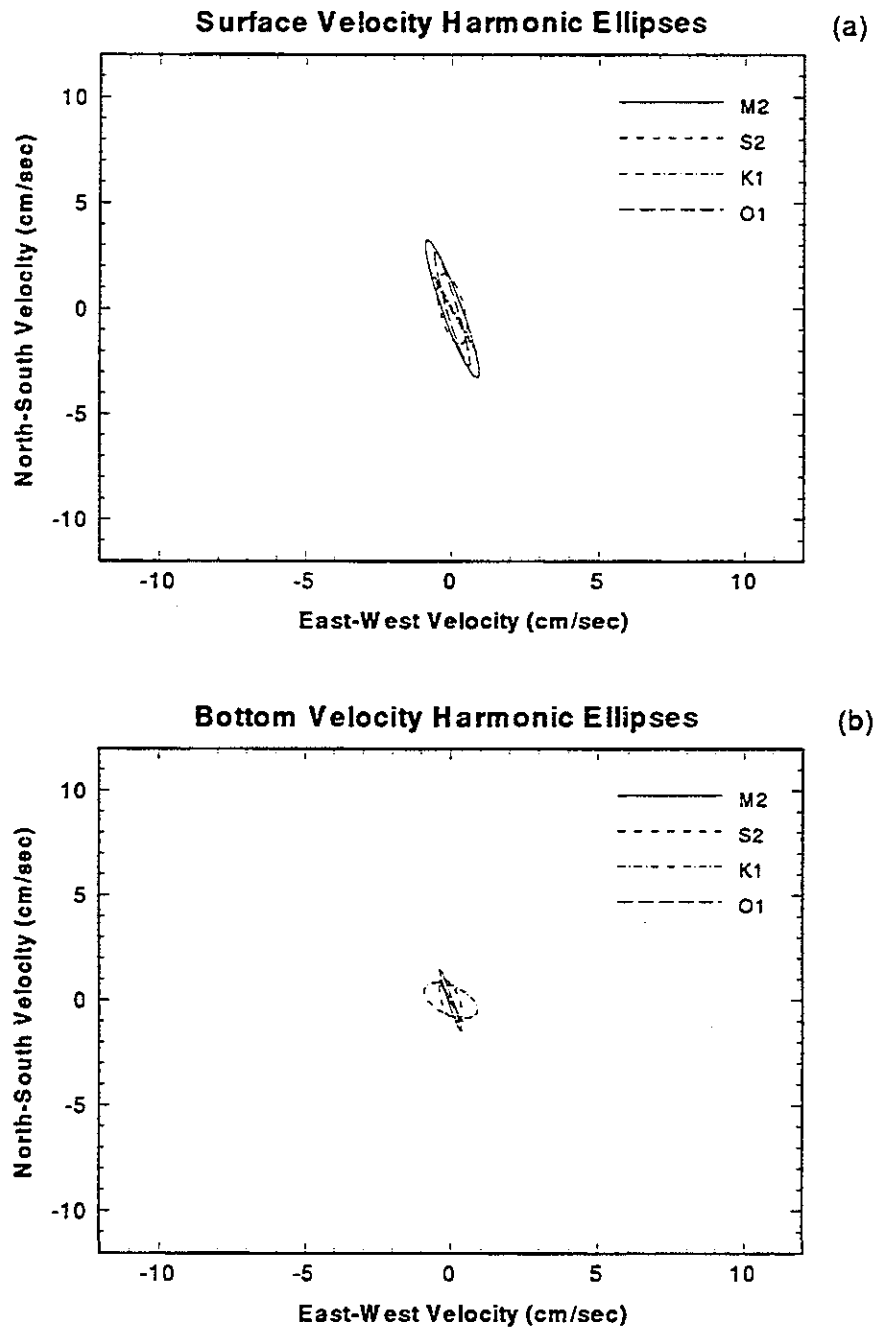 Surface Velocity Harmonic Ellipses
(a)
North-South Velocity (cm/sec)
10
5
0
-5
-10
M2
S2
K1
O1
-10
-5
0
5
10
East-West Velocity (cm/sec)
Bottom Velocity Harmonic Ellipses
(b)
North-South Velocity (cm/sec)
10
5
0
-5
-10
M2
S2
K1
O1
-10
-5
0
5
10
East-West Velocity (cm/sec)